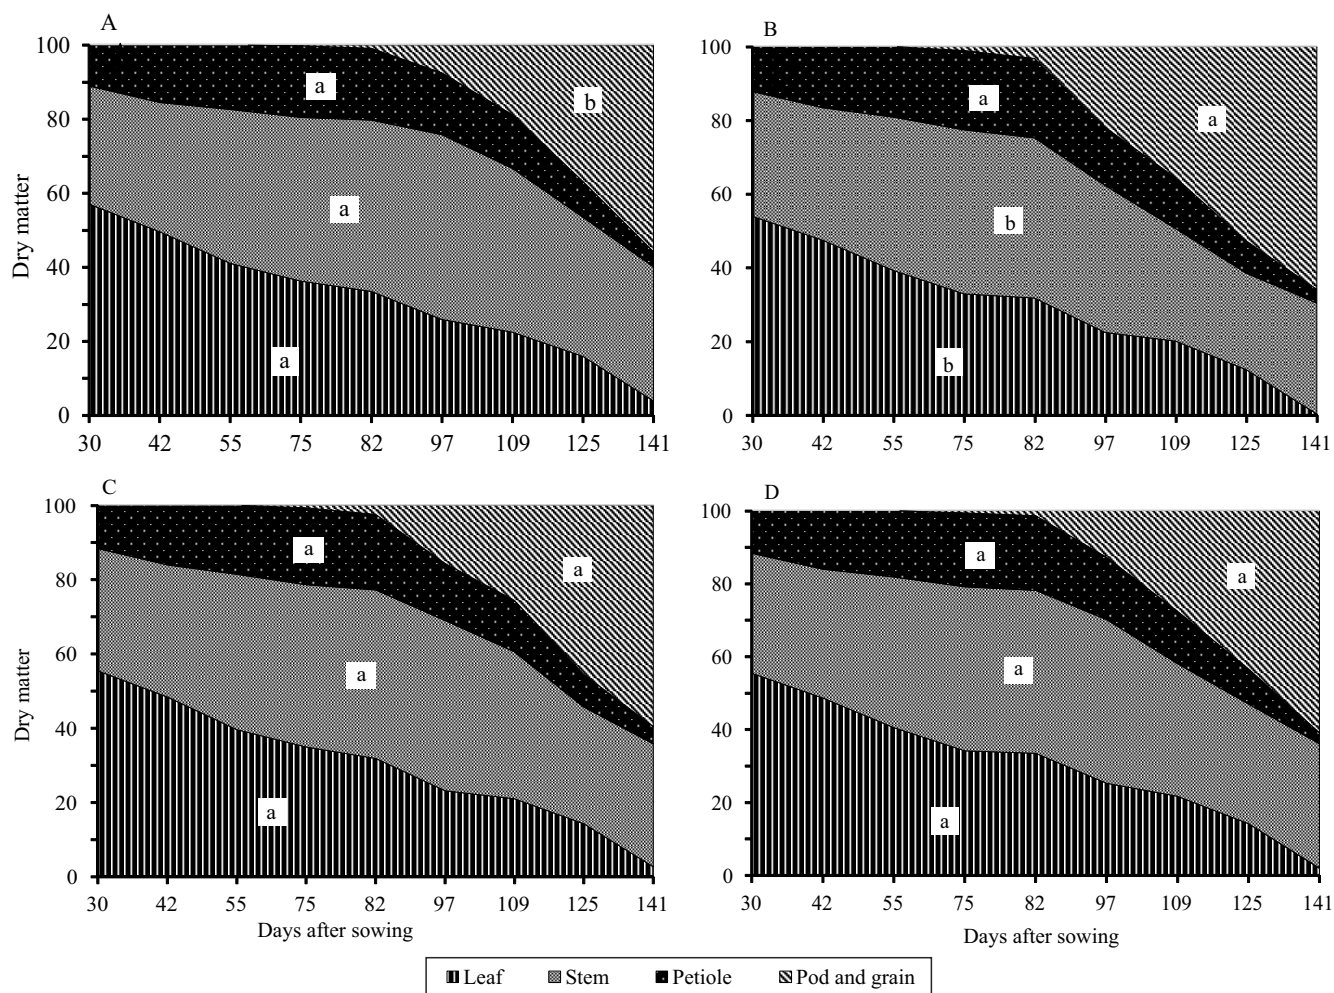 A
100
80
60
40
20
0
Dry matter
a
b
a
a
30 42 55 75 82 97 109 125 141
B
100
80
60
40
20
0
a
a
b
b
30 42 55 75 82 97 109 125 141
C
100
80
60
40
20
0
Dry matter
a
a
a
a
30 42 55 75 82 97 109 125 141
Days after sowing
D
100
80
60
40
20
0
a
a
a
a
30 42 55 75 82 97 109 125 141
Days after sowing
Leaf Stem Petiole Pod and grain